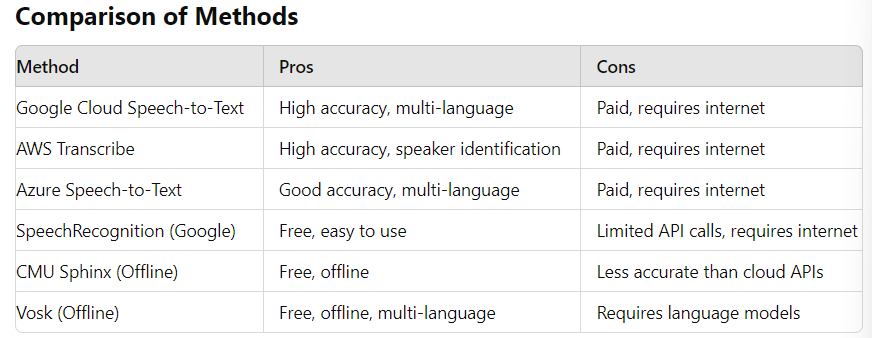 Comparison of Methods
Method Pros Cons
Google Cloud Speech-to-Text High accuracy, multi-language Paid, requires internet
AWS Transcribe High accuracy, speaker identification Paid, requires internet
Azure Speech-to-Text Good accuracy, multi-language Paid, requires internet
SpeechRecognition (Google) Free, easy to use Limited API calls, requires internet
CMU Sphinx (Offline) Free, offline Less accurate than cloud APIs
Vosk (Offline) Free, offline, multi-language Requires language models